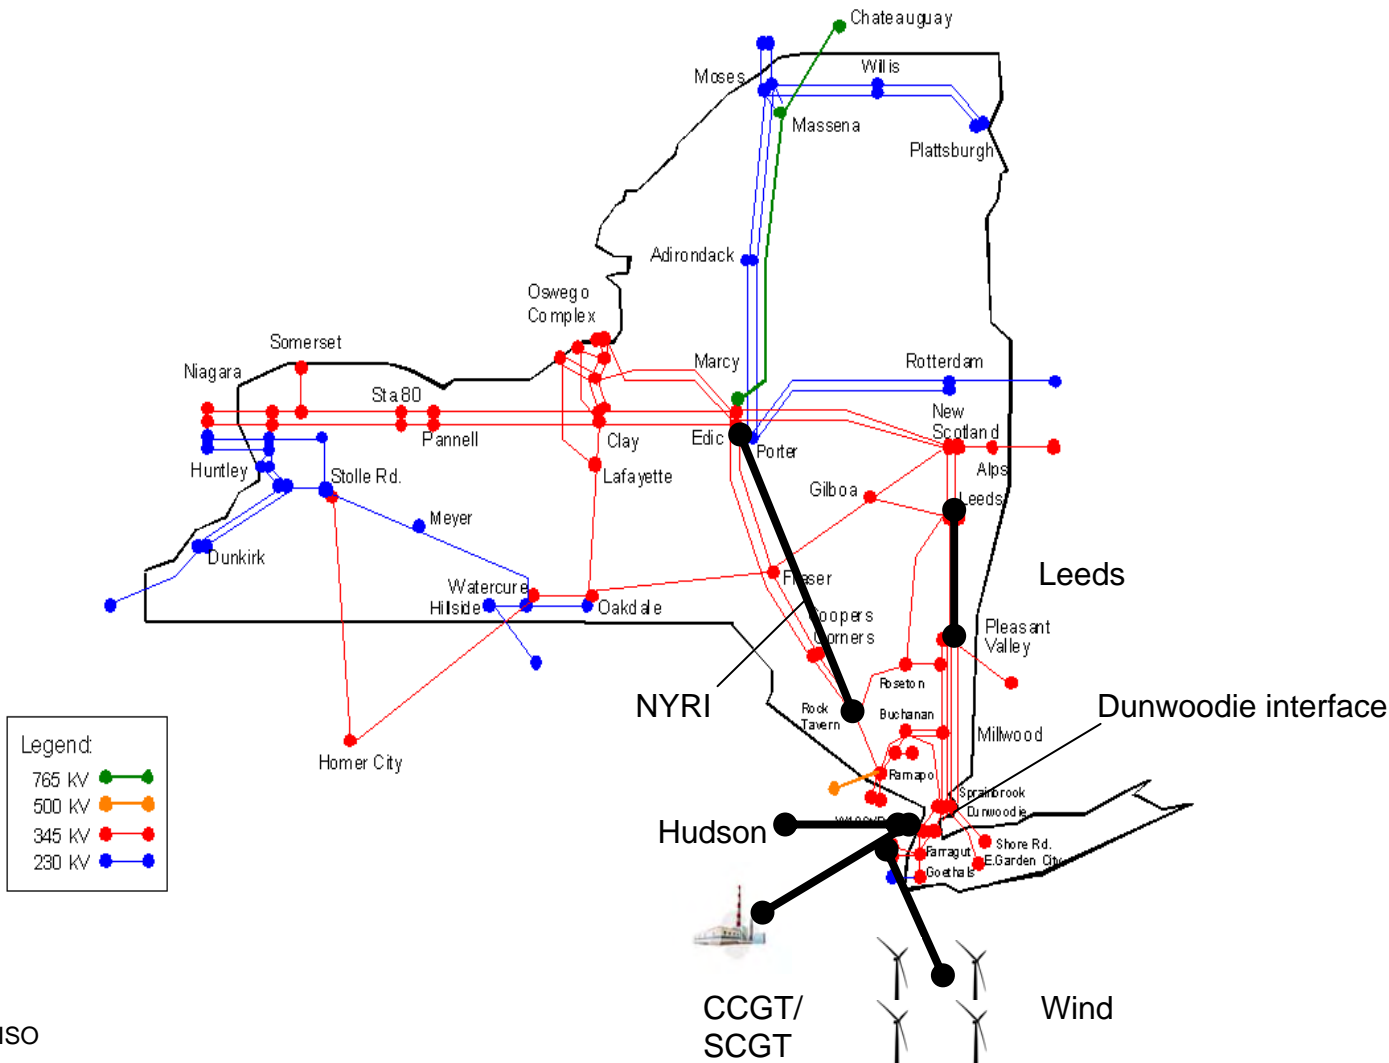 Chateauguay
Moses
Willis
Massena
Plattsburgh
Adirondack
Oswego
Complex
Somerset
Niagara
Marcy
Rotterdam
Sta 80
New
Scotland
Pannell
Clay
Edic
Porter
Alps
Huntley
Stolle Rd.
Lafayette
Gilboa
Leeds
Meyer
Dunkirk
Fraser
Leeds
Watercure
Hillside
Oakdale
Coopers
Corners
Pleasant
Valley
Roseton
NYRI
Rock
Tavern
Buchanan
Dunwoodie interface
Millwood
Legend:
765 KV
500 KV
345 KV
230 KV
Homer City
Ramapo
Sprainbrook
Dunwoodie
Hudson
Shore Rd.
Farragut
E.Garden City
Goethals
CCGT/
SCGT
Wind